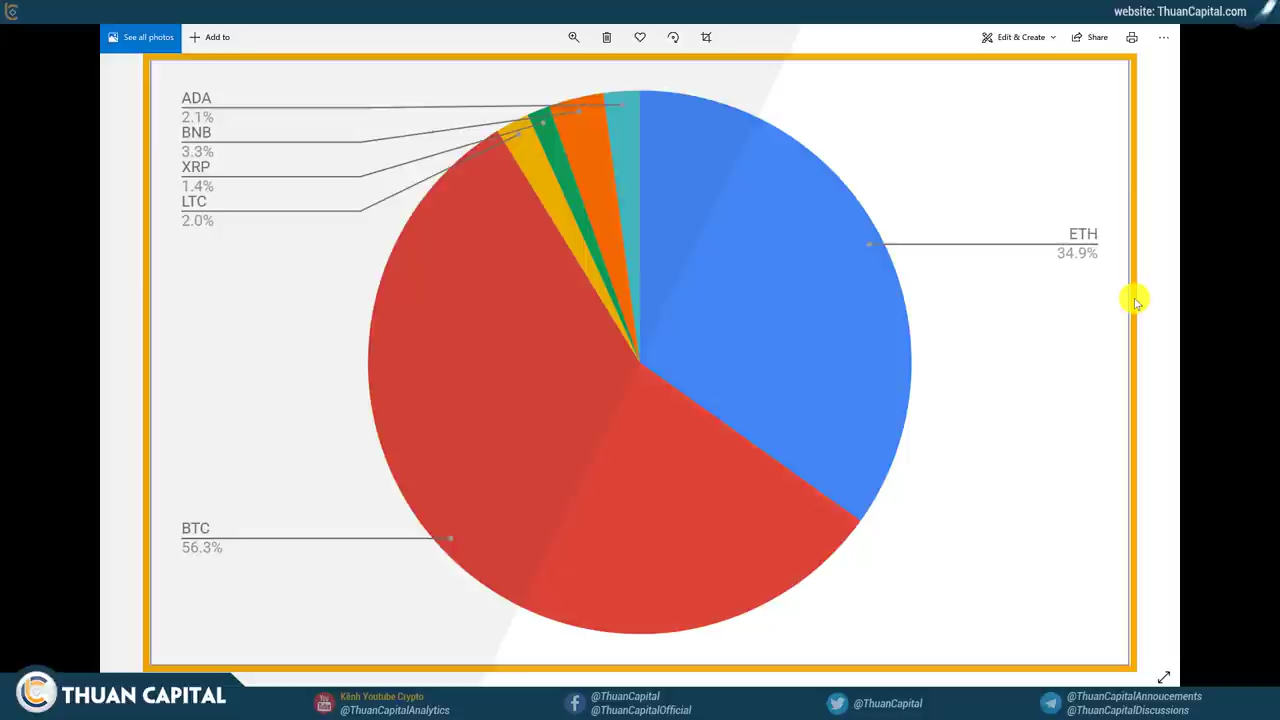 website: ThuanCapital.com
See all photos
Add to
Edit & Create
Share
ADA
2.1%
BNB
3.3%
XRP
1.4%
LTC
2.0%
ETH
34.9%
BTC
56.3%
THUAN CAPITAL
Kênh Youtube Crypto
@ThuanCapitalAnalytics
@ThuanCapital
@ThuanCapitalOfficial
@ThuanCapital
@ThuanCapitalAnnoucements
@ThuanCapitalDiscussions